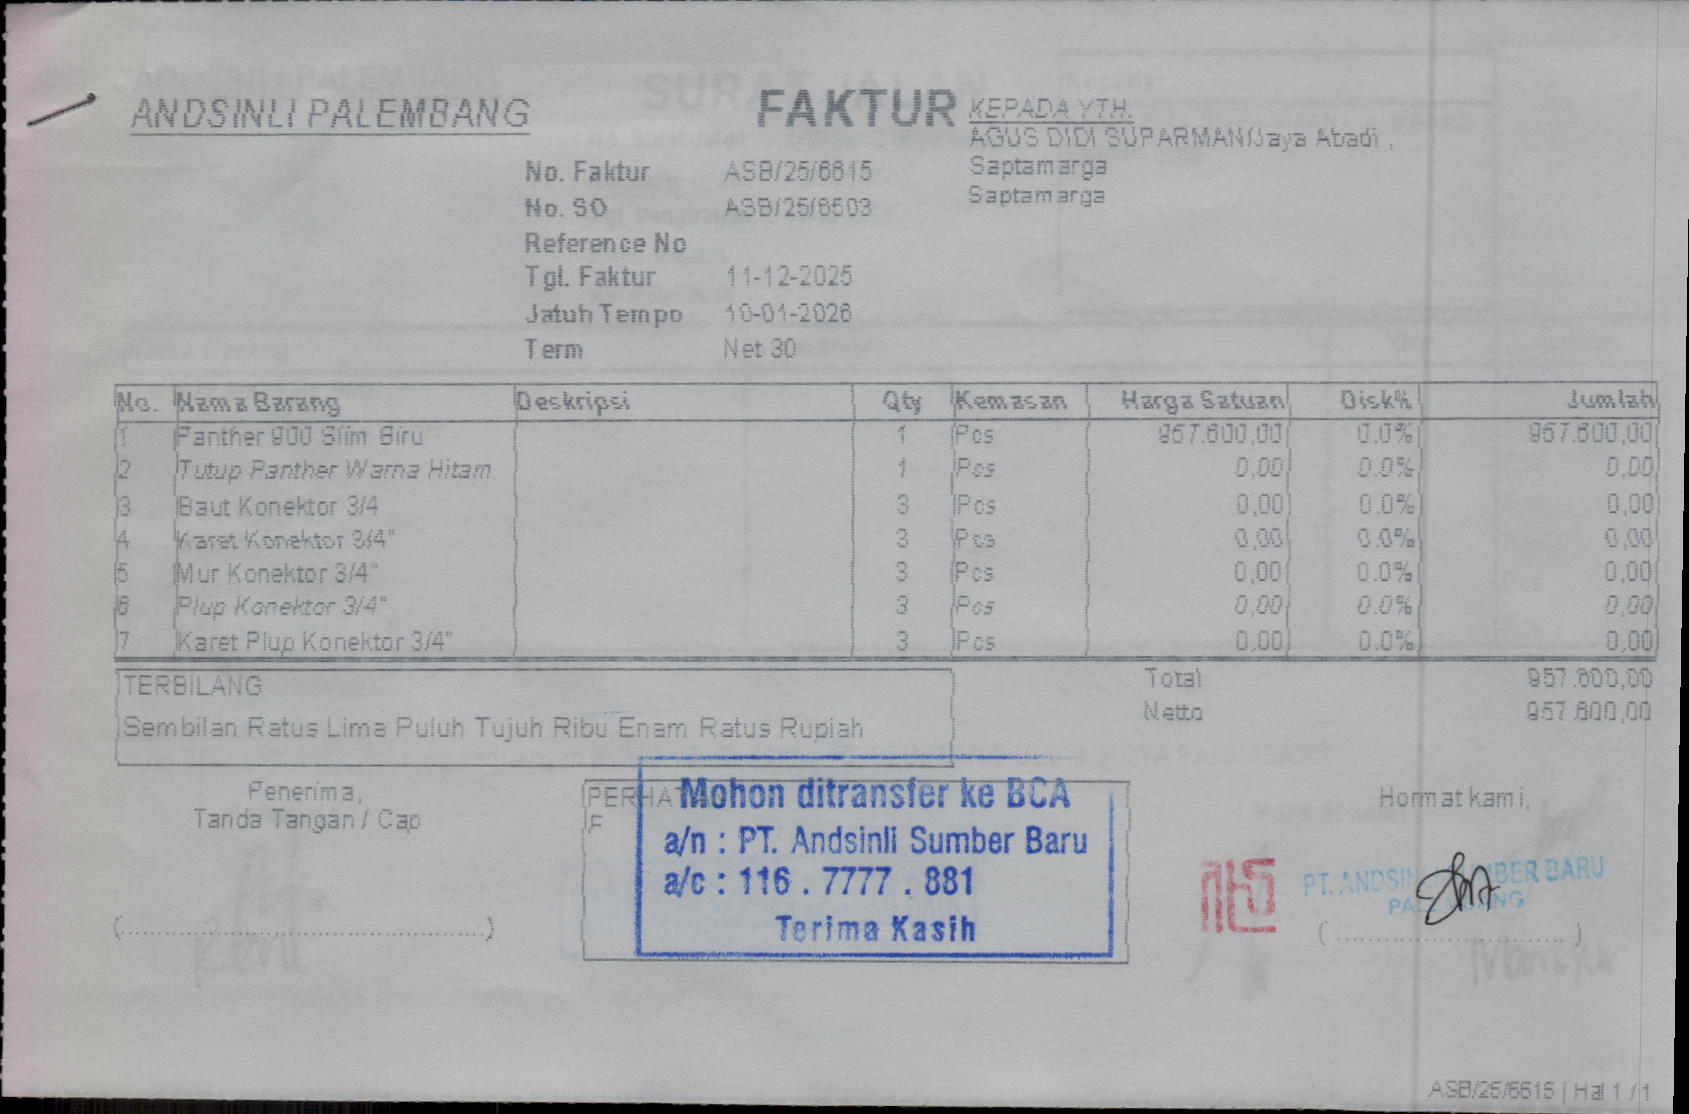 ANDSINLI PALEMBANG
FAKTUR
KEPADA YTH.
AGUS DIDI SUPARMAN/Jaya Abadi ,
Saptamarga
Saptamarga
No. Faktur ASB/25/6615
No. SO ASB/25/6503
Reference No
Tgl. Faktur 11-12-2025
Jatuh Tempo 10-01-2026
Term Net 30
No. Nama Barang Deskripsi Qty Kemasan Harga Satuan Disk% Jumlah
1 Panther 900 Slim Biru 1 Pcs 957.600,00 0.0% 957.600,00
2 Tutup Panther Warna Hitam 1 Pcs 0,00 0.0% 0,00
3 Baut Konektor 3/4 3 Pcs 0,00 0.0% 0,00
4 Karet Konektor 3/4" 3 Pcs 0,00 0.0% 0,00
5 Mur Konektor 3/4" 3 Pcs 0,00 0.0% 0,00
6 Plup Konektor 3/4" 3 Pcs 0,00 0.0% 0,00
7 Karet Plup Konektor 3/4" 3 Pcs 0,00 0.0% 0,00
TERBILANG
Sembilan Ratus Lima Puluh Tujuh Ribu Enam Ratus Rupiah
Total 957.600,00
Netto 957.600,00
Penerima,
Tanda Tangan / Cap
PERHAT
F
Mohon ditransfer ke BCA
a/n : PT. Andsinli Sumber Baru
a/c : 116 . 7777 . 881
Terima Kasih
Hormat kami,
PT. ANDSIN MBER BARU
ASB/25/6615 | Hal 1 / 1